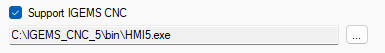 Support IGEMS CNC
C:\IGEMS_CNC_5\bin\HMI5.exe ...